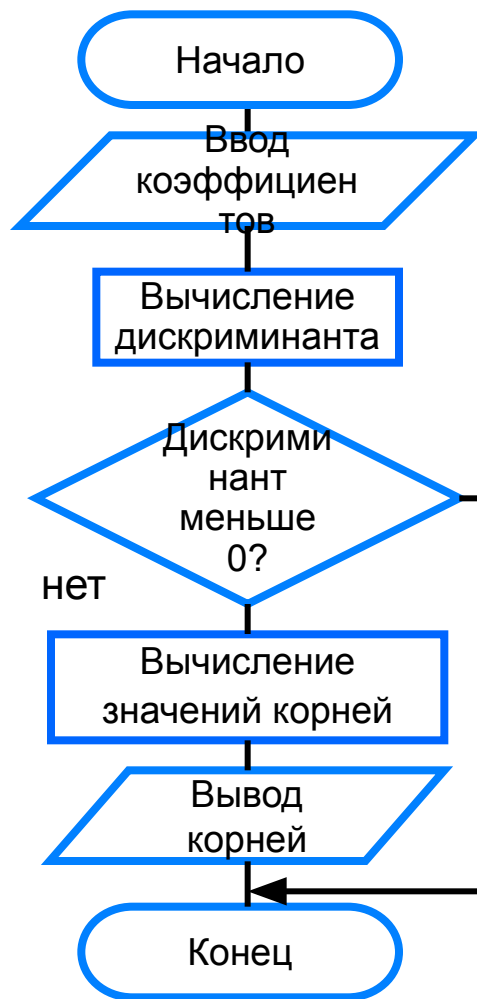 Начало
Ввод
коэффициен
тов
Вычисление
дискриминанта
Дискрими
нант
меньше
0?
нет
Вычисление
значений корней
Вывод
корней
Конец